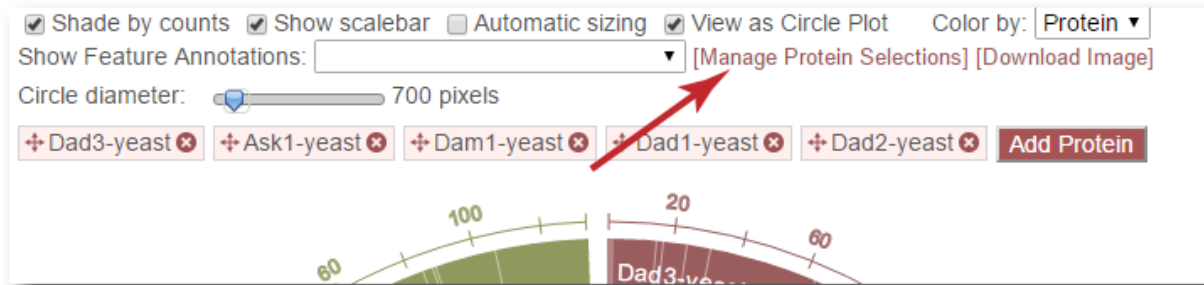 Shade by counts Show scalebar Automatic sizing View as Circle Plot Color by: Protein
Show Feature Annotations: [Manage Protein Selections] [Download Image]
Circle diameter: 700 pixels
Dad3-yeast Ask1-yeast Dam1-yeast Dad1-yeast Dad2-yeast Add Protein
100 20
60 60
Dad3-yeast